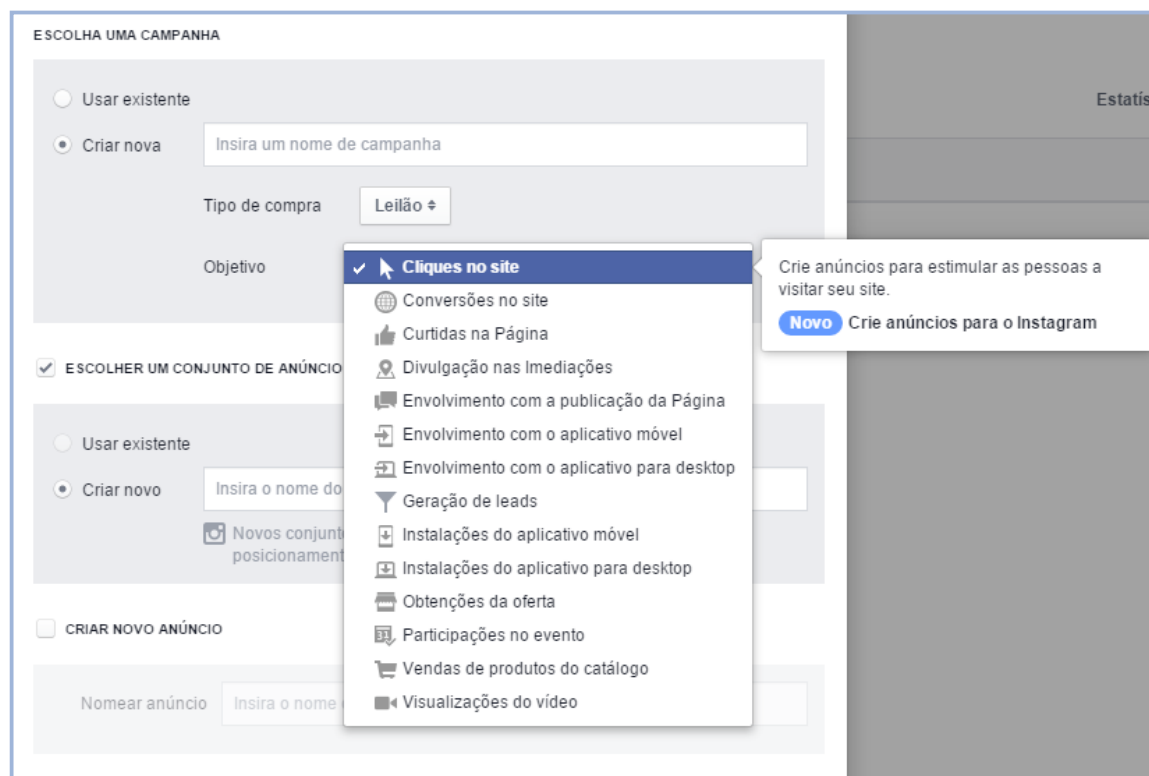 ESCOLHA UMA CAMPANHA
Usar existente
Estatís
Criar nova
Insira um nome de campanha
Tipo de compra
Leilão
Objetivo
Cliques no site
Conversões no site
Curtidas na Página
Divulgação nas Imediações
Envolvimento com a publicação da Página
Envolvimento com o aplicativo móvel
Envolvimento com o aplicativo para desktop
Geração de leads
Instalações do aplicativo móvel
Instalações do aplicativo para desktop
Obtenções da oferta
Participações no evento
Vendas de produtos do catálogo
Visualizações do vídeo
Crie anúncios para estimular as pessoas a
visitar seu site.
Novo Crie anúncios para o Instagram
ESCOLHER UM CONJUNTO DE ANÚNCIO
Usar existente
Criar novo
Insira o nome do
Novos conjunt
posicionament
CRIAR NOVO ANÚNCIO
Nomear anúncio
Insira o nome